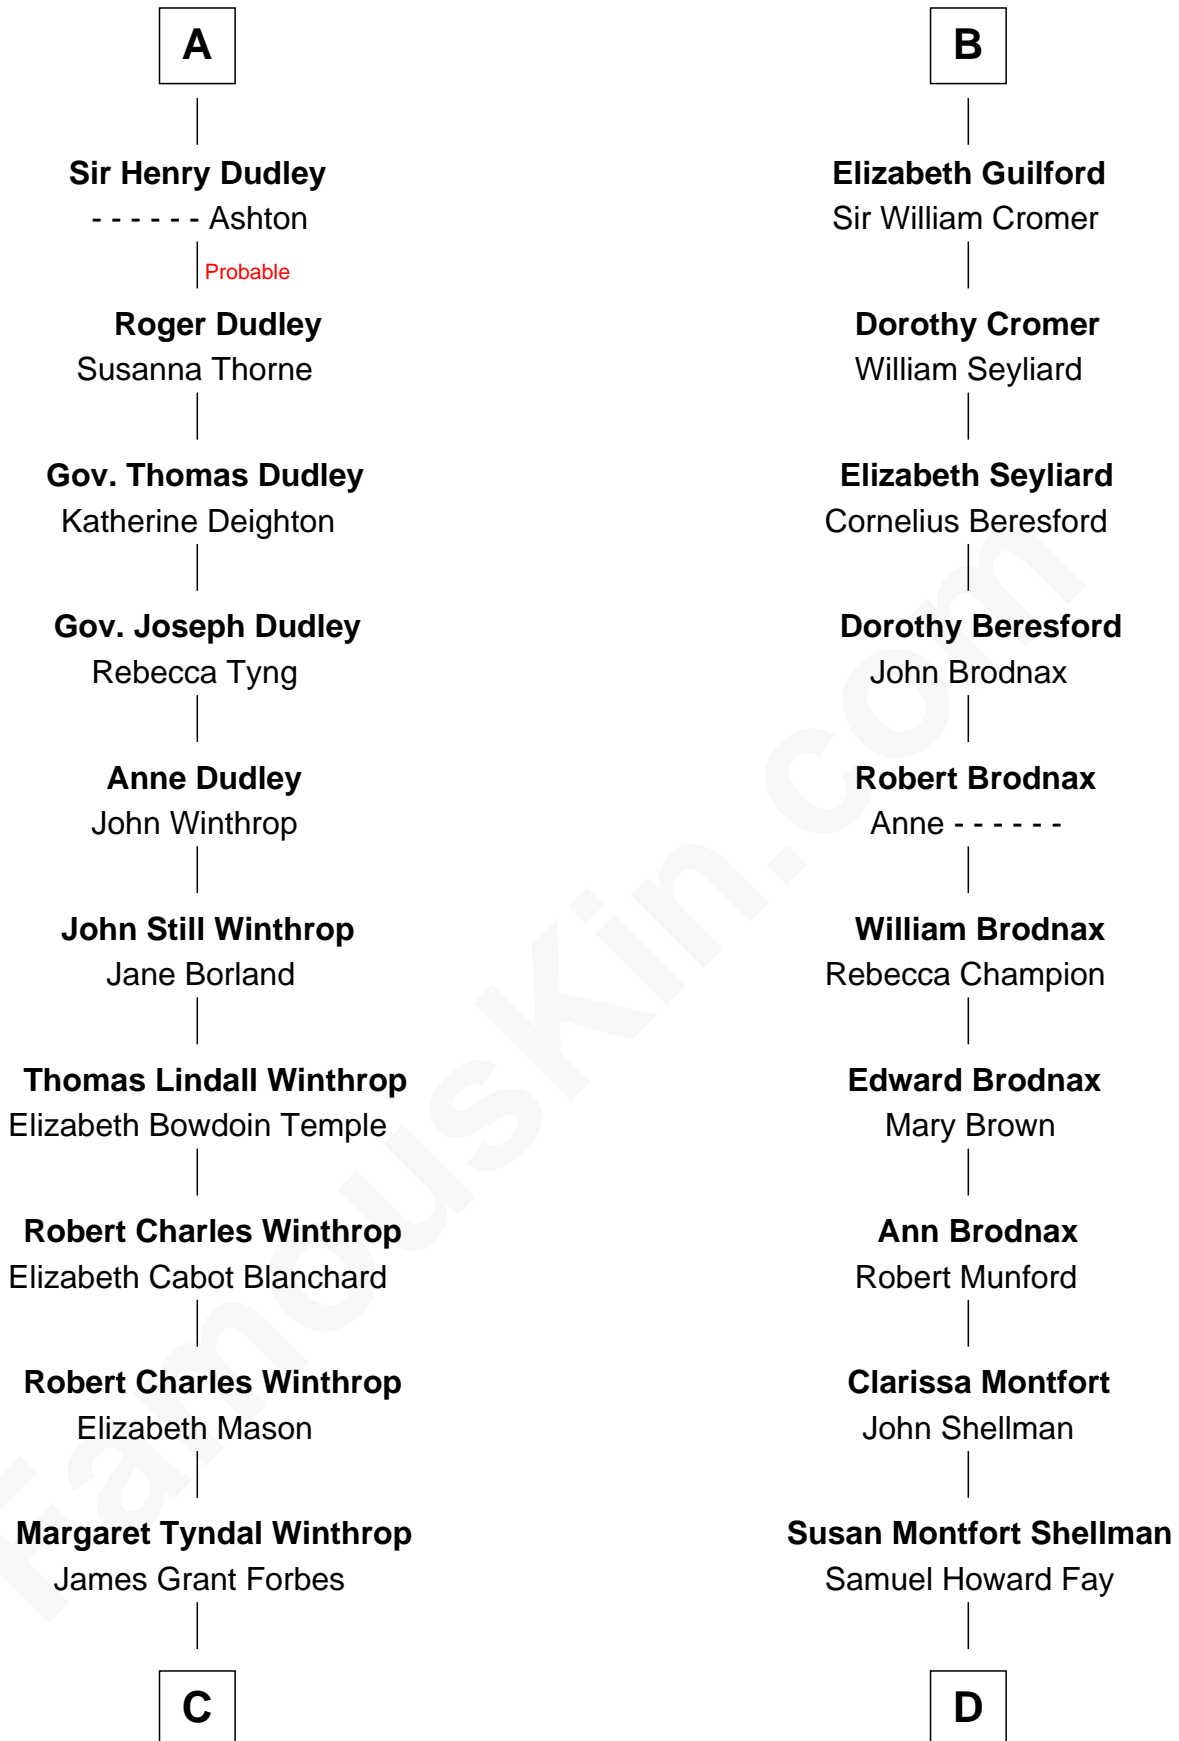 A
Sir Henry Dudley
- - - - - - Ashton
Probable
Roger Dudley
Susanna Thorne
Gov. Thomas Dudley
Katherine Deighton
Gov. Joseph Dudley
Rebecca Tyng
Anne Dudley
John Winthrop
John Still Winthrop
Jane Borland
Thomas Lindall Winthrop
Elizabeth Bowdoin Temple
Robert Charles Winthrop
Elizabeth Cabot Blanchard
Robert Charles Winthrop
Elizabeth Mason
Margaret Tyndal Winthrop
James Grant Forbes
C
B
Elizabeth Guilford
Sir William Cromer
Dorothy Cromer
William Seyliard
Elizabeth Seyliard
Cornelius Beresford
Dorothy Beresford
John Brodnax
Robert Brodnax
Anne - - - - - -
William Brodnax
Rebecca Champion
Edward Brodnax
Mary Brown
Ann Brodnax
Robert Munford
Clarissa Montfort
John Shellman
Susan Montfort Shellman
Samuel Howard Fay
D
FamousKin.com